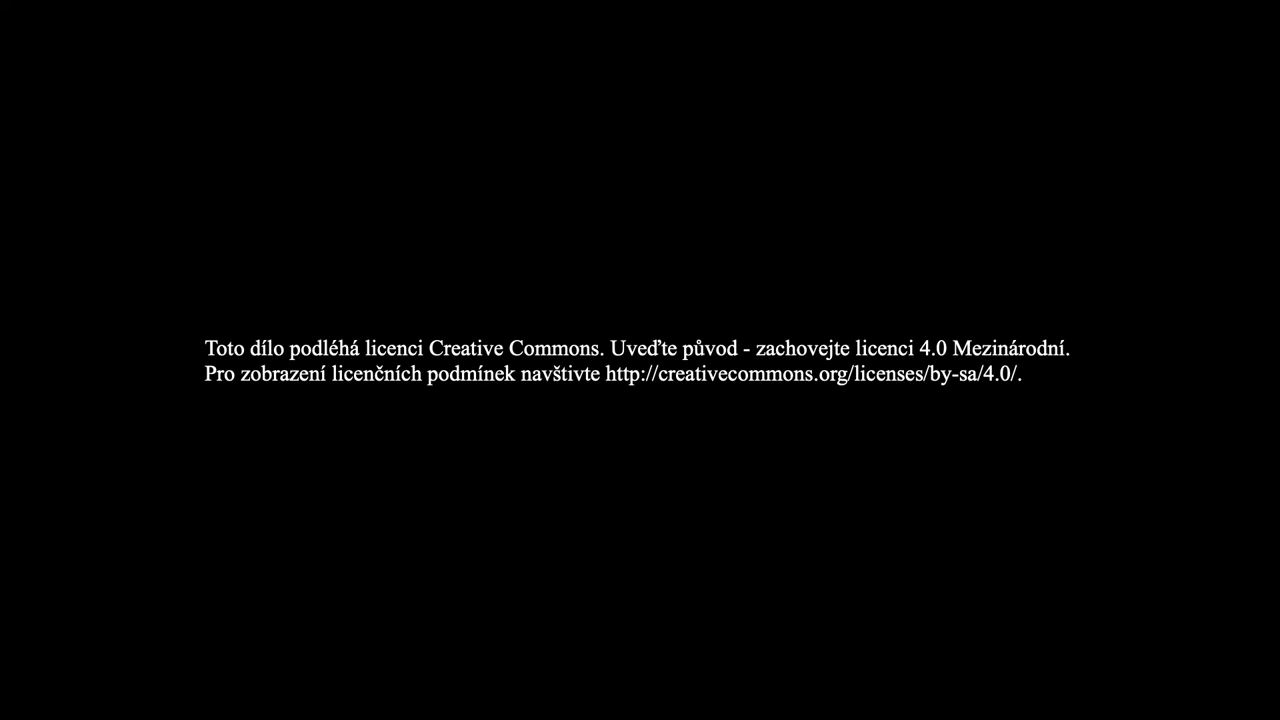 Toto dílo podléhá licenci Creative Commons. Uveďte původ - zachovejte licenci 4.0 Mezinárodní.
Pro zobrazení licenčních podmínek navštivte http://creativecommons.org/licenses/by-sa/4.0/.